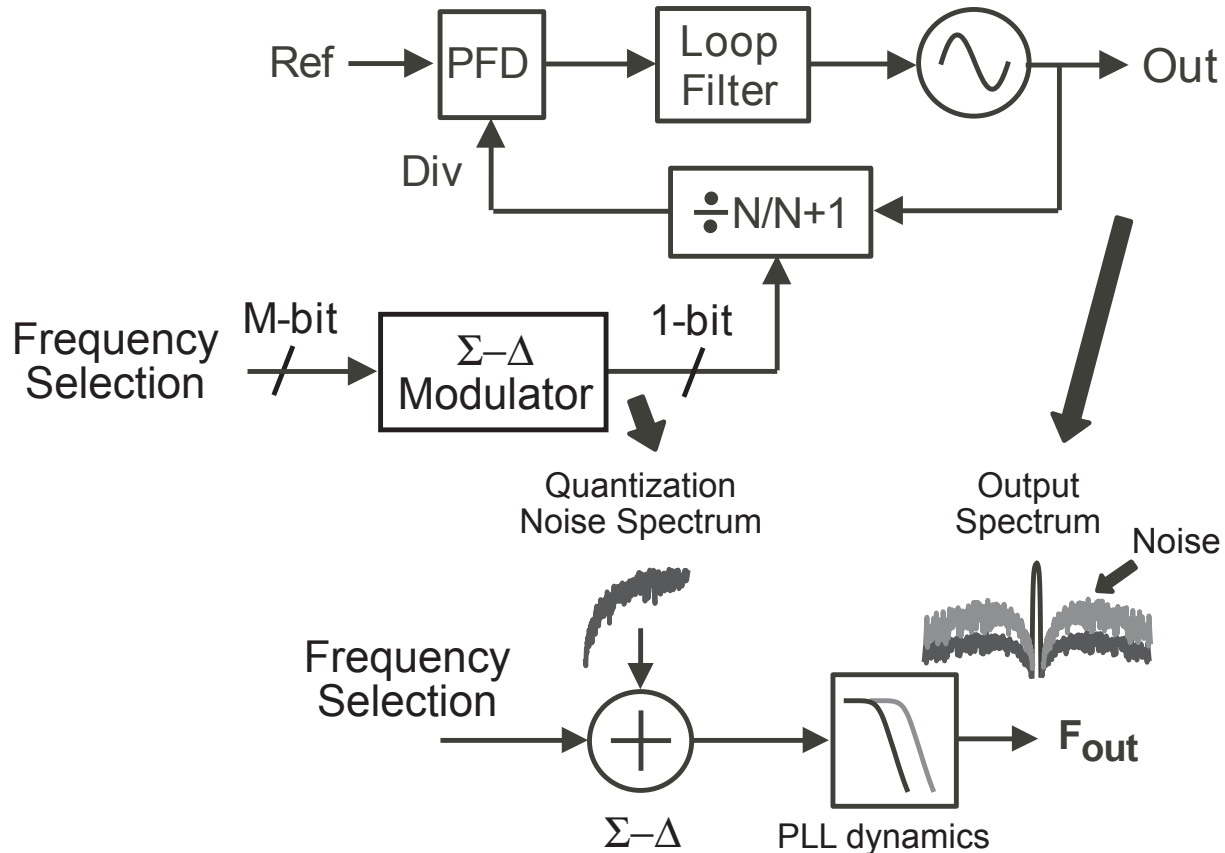 Ref
PFD
Loop
Filter
Out
Div
÷ N/N+1
Frequency
Selection
M-bit
Σ–Δ
Modulator
1-bit
Quantization
Noise Spectrum
Output
Spectrum
Noise
Frequency
Selection
Σ–Δ
PLL dynamics
Fout